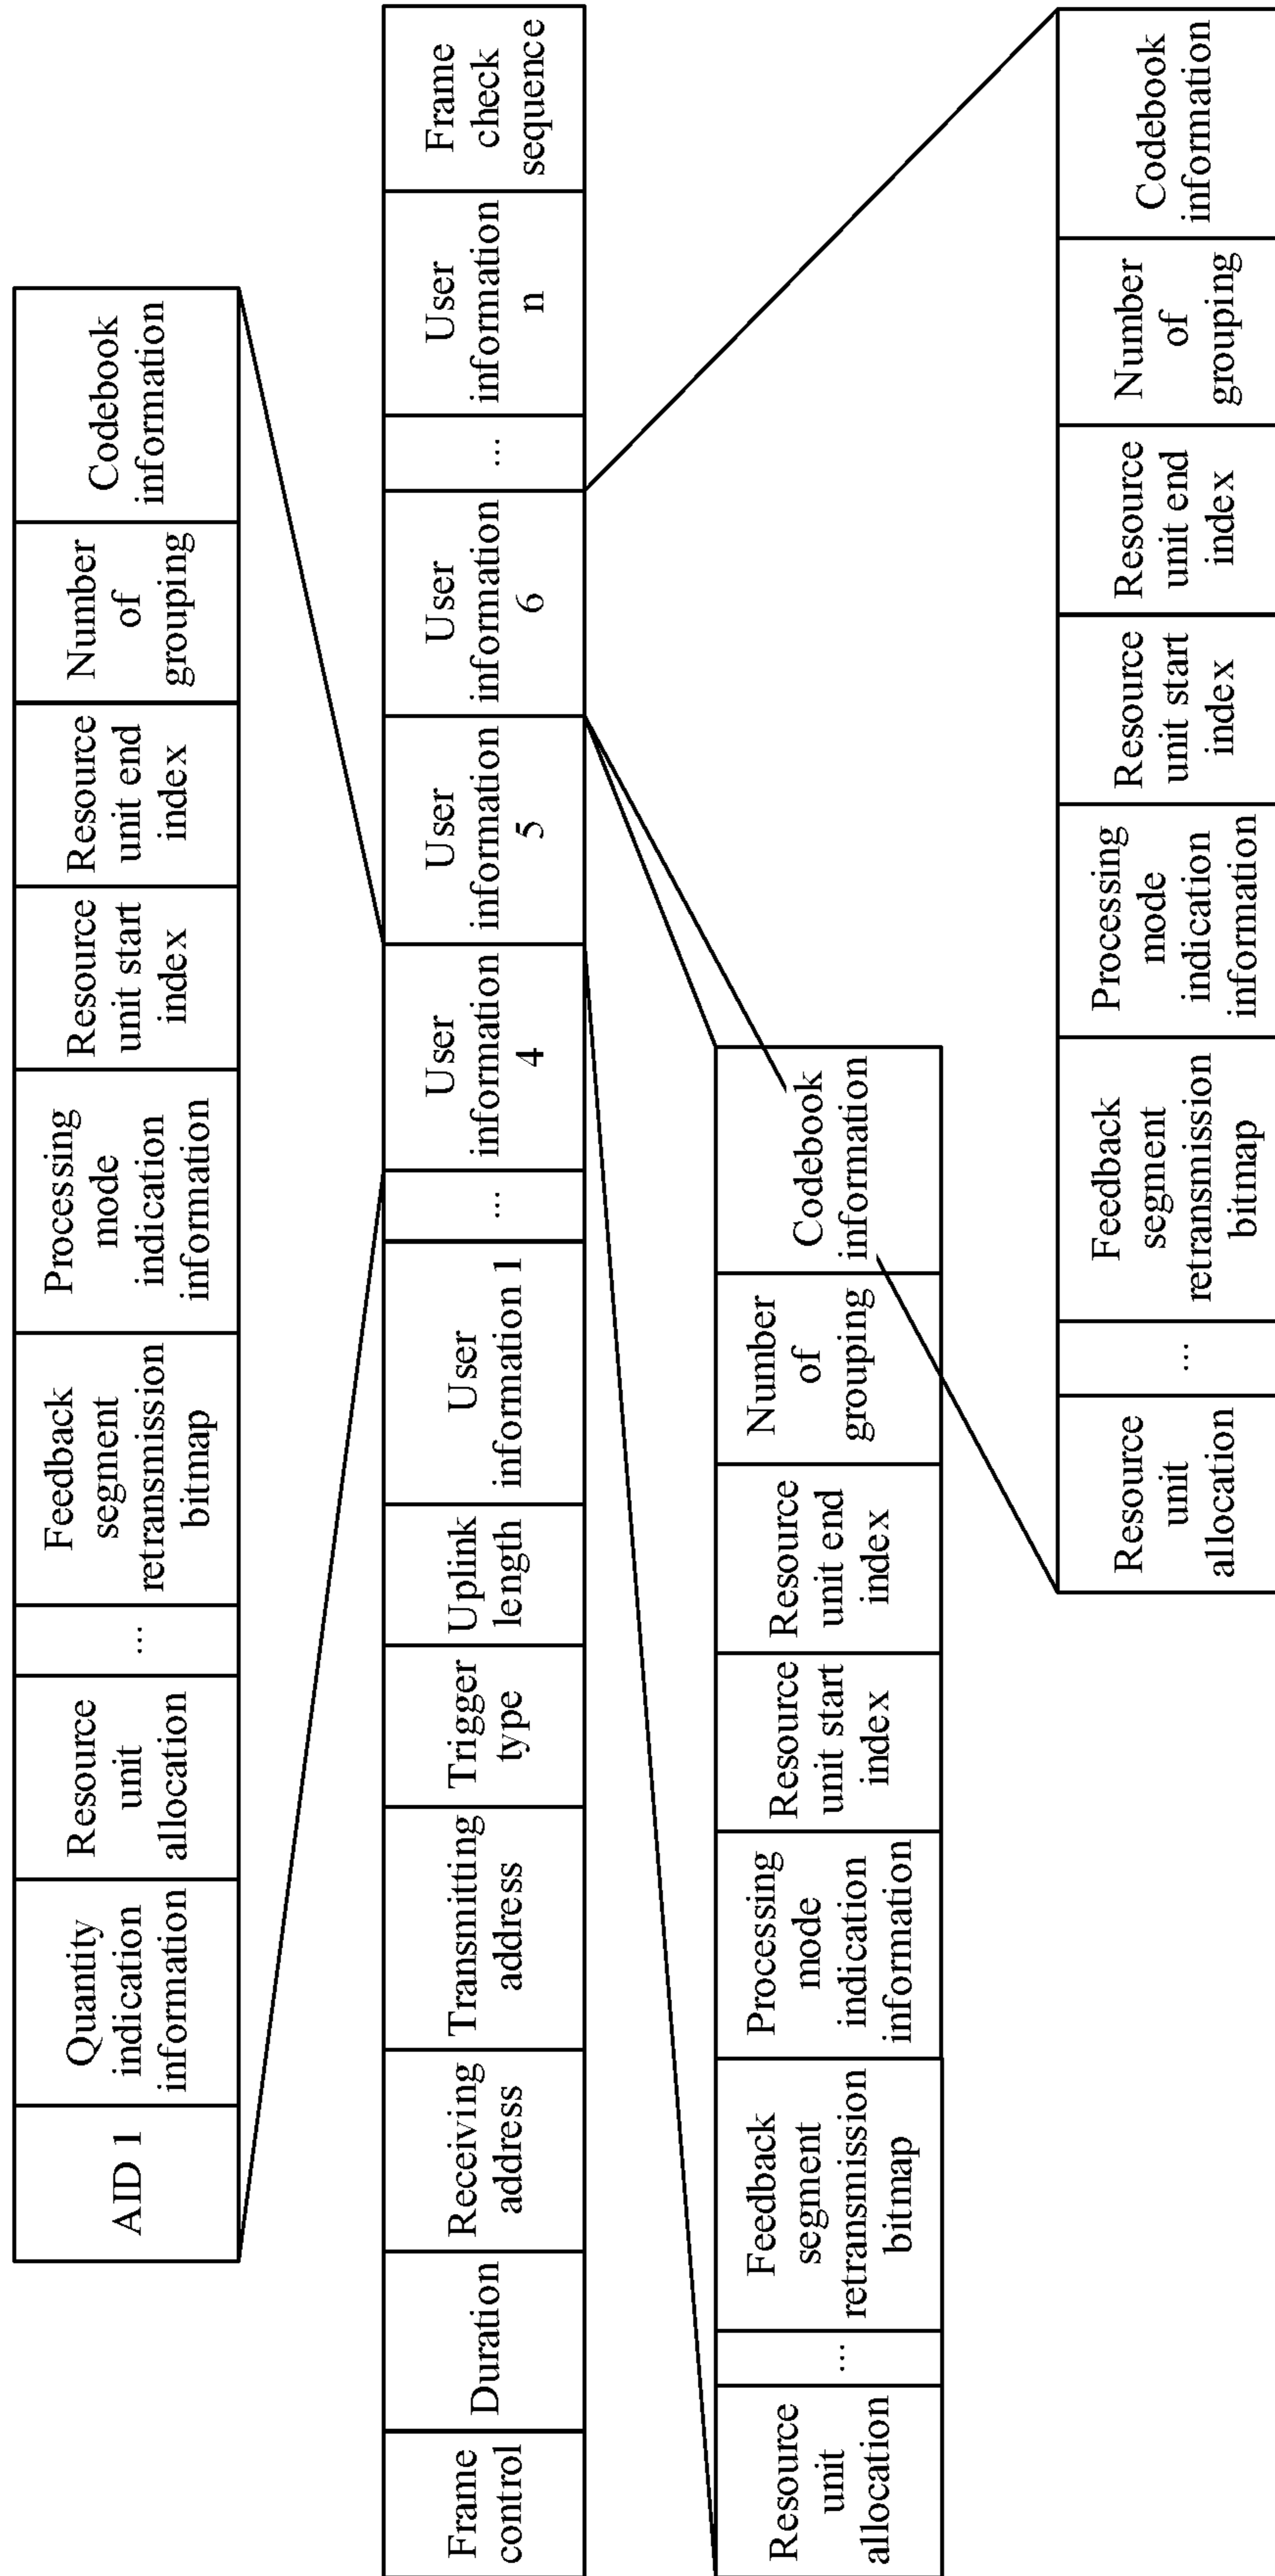 AID 1
Quantity
indication
information
Resource
unit
allocation
...
Feedback
segment
retransmission
bitmap
Processing
mode
indication
information
Resource
unit start
index
Resource
unit end
index
Number
of
grouping
Codebook
information
Frame
control
Duration
Receiving
address
Transmitting
address
Trigger
type
Uplink
length
User
information 1
...
User
information
4
User
information
5
User
information
6
...
User
information
n
Frame
check
sequence
Resource
unit
allocation
...
Feedback
segment
retransmission
bitmap
Processing
mode
indication
information
Resource
unit start
index
Resource
unit end
index
Number
of
grouping
Codebook
information
Resource
unit
allocation
...
Feedback
segment
retransmission
bitmap
Processing
mode
indication
information
Resource
unit start
index
Resource
unit end
index
Number
of
grouping
Codebook
information